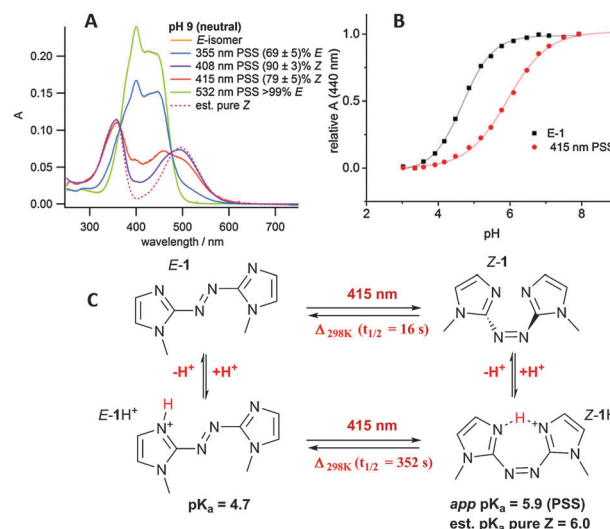 A
pH 9 (neutral)
E-isomer
355 nm PSS (69 ± 5)% E
408 nm PSS (90 ± 3)% Z
415 nm PSS (79 ± 5)% Z
532 nm PSS >99% E
est. pure Z
A
0.20
0.15
0.10
0.05
0.00
300 400 500 600 700
wavelength / nm
B
relative A (440 nm)
1.0
0.5
0.0
E-1
415 nm PSS
2 4 6 8
pH
C
E-1
N
N
N
N
N
N
415 nm
Δ298K (t1/2 = 16 s)
Z-1
N
N
N
N
N=N
-H+ +H+
-H+ +H+
E-1H+
H
N+
N
N
N
N
N
415 nm
Δ298K (t1/2 = 352 s)
Z-1H
N
H
+N
N
N
N=N
pKa = 4.7
app pKa = 5.9 (PSS)
est. pKa pure Z = 6.0